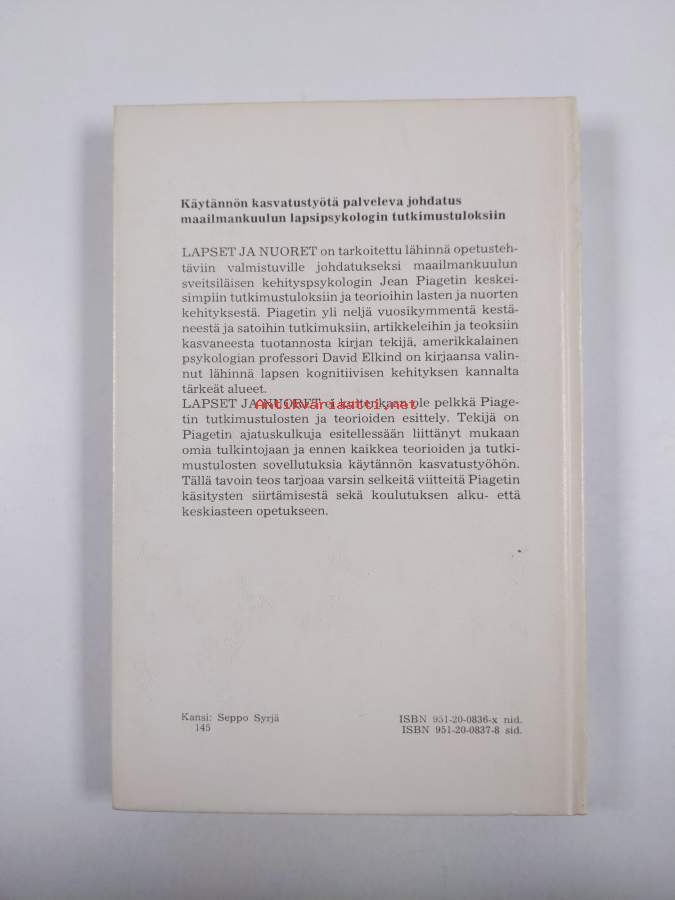 Käytännön kasvatustyötä palveleva johdatus
maailmankuulun lapsipsykologin tutkimustuloksiin
LAPSET JA NUORET on tarkoitettu lähinnä opetusteh-
täviin valmistuville johdatukseksi maailmankuulun
sveitsiläisen kehityspsykologin Jean Piagetin keskei-
simpiin tutkimustuloksiin ja teorioihin lasten ja nuorten
kehityksestä. Piagetin yli neljä vuosikymmentä kestä-
neestä ja satoihin tutkimuksiin, artikkeleihin ja teoksiin
kasvaneesta tuotannosta kirjan tekijä, amerikkalainen
psykologian professori David Elkind on kirjaansa valin-
nut lähinnä lapsen kognitiivisen kehityksen kannalta
tärkeät alueet.
LAPSET JA NUORET ei kuitenkaan ole pelkkä Piage-
Antikvariaatti.net
tin tutkimustulosten ja teorioiden esittely. Tekijä on
Piagetin ajatuskulkuja esitellessään liittänyt mukaan
omia tulkintojaan ja ennen kaikkea teorioiden ja tutki-
mustulosten sovellutuksia käytännön kasvatustyöhön.
Tällä tavoin teos tarjoaa varsin selkeitä viitteitä Piagetin
käsitysten siirtämisestä sekä koulutuksen alku- että
keskiasteen opetukseen.
Kansi: Seppo Syrjä
145
ISBN 951-20-0836-x nid.
ISBN 951-20-0837-8 sid.